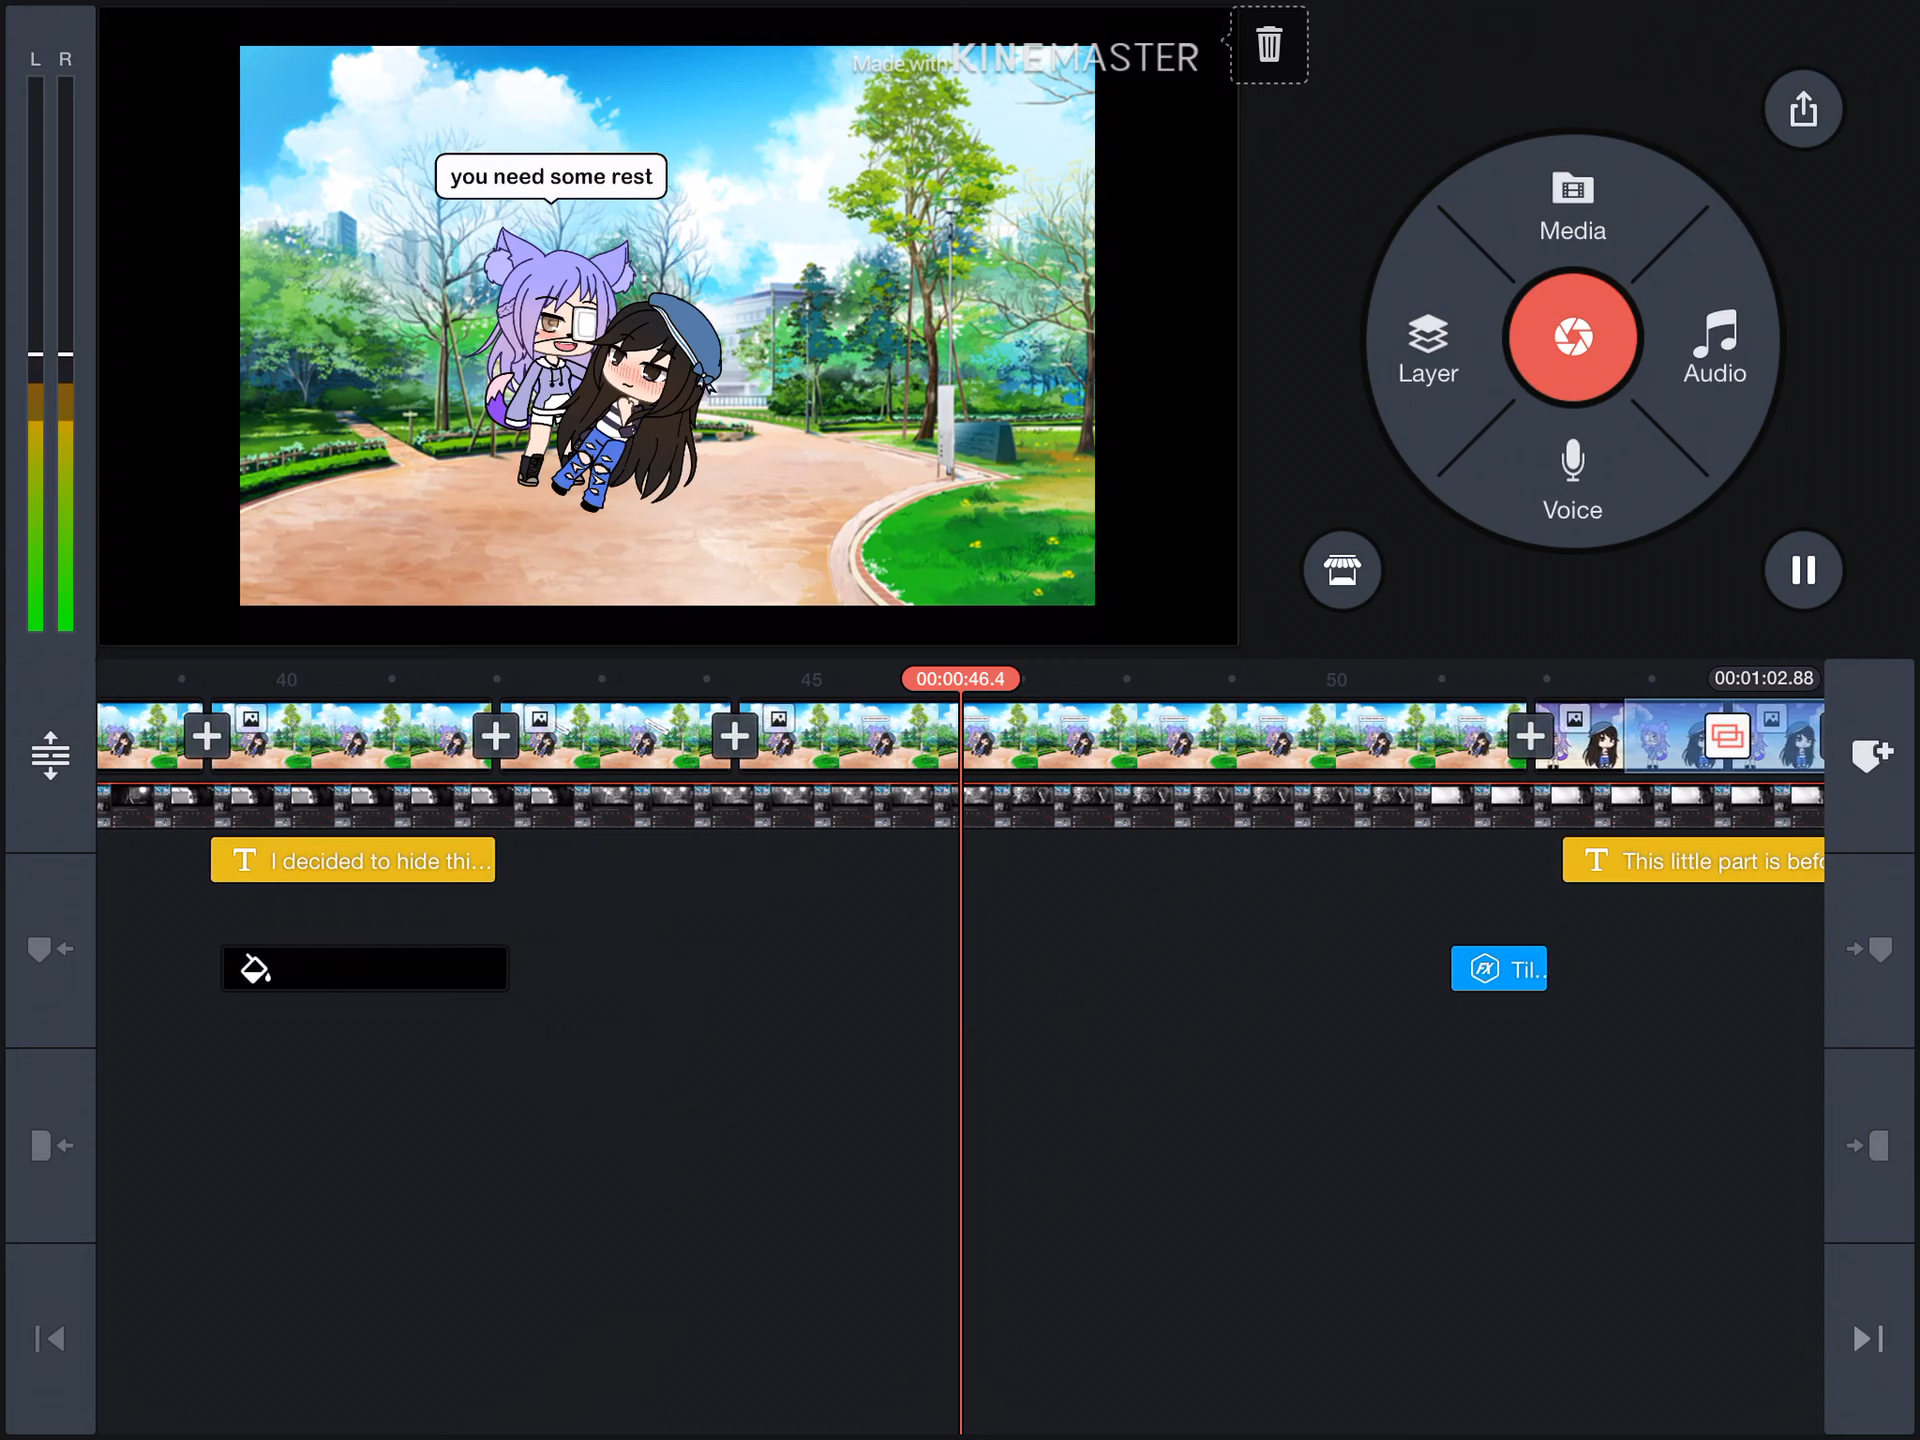 L R
Made with KINEMASTER
you need some rest
Media
Layer
Audio
Voice
40
45
00:00:46.4
50
00:01:02.88
T I decided to hide thi...
T This little part is befo
FX Til..